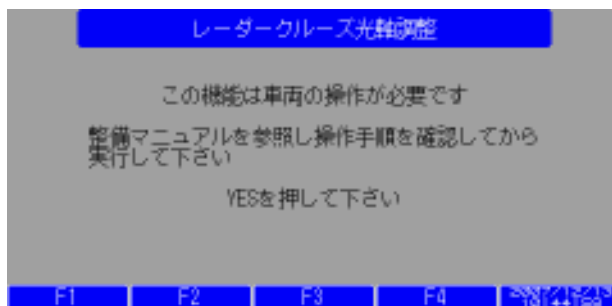 レーダークルーズ光軸調整
この機能は車両の操作が必要です
整備マニュアルを参照し操作手順を確認してから
実行して下さい
YESを押して下さい
F1 F2 F3 F4